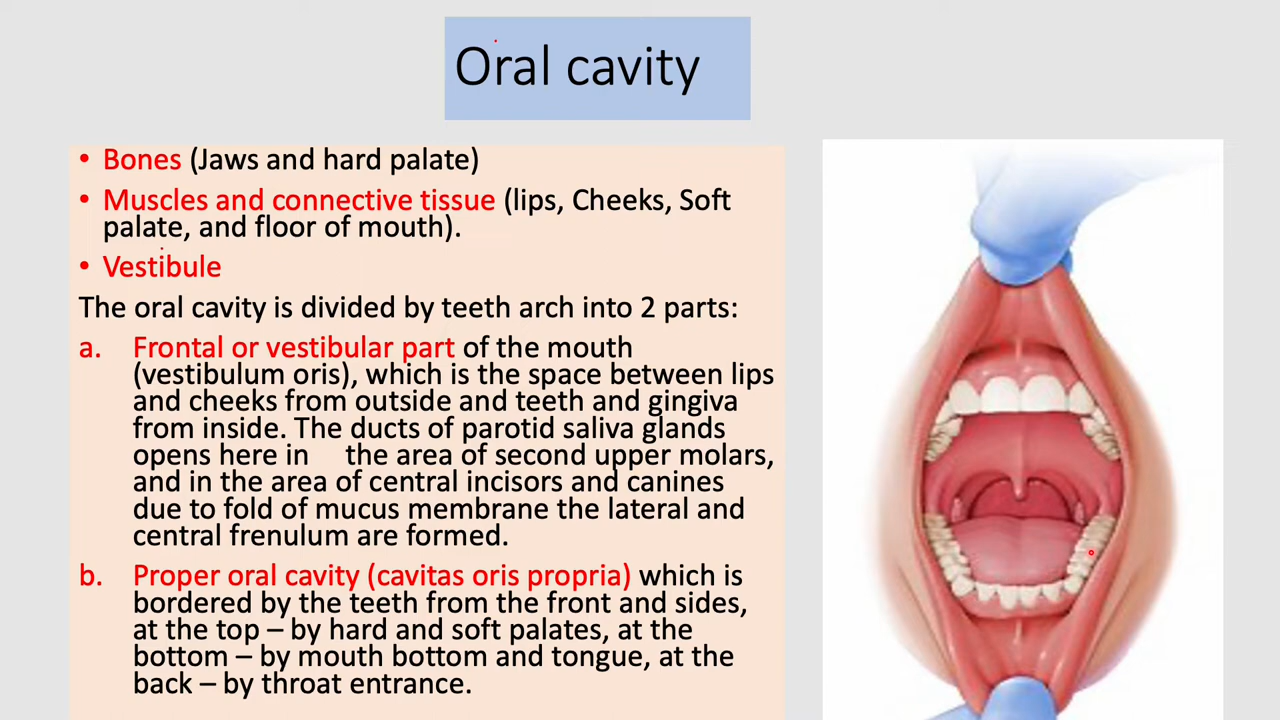 Oral cavity
• Bones (Jaws and hard palate)
• Muscles and connective tissue (lips, Cheeks, Soft
palate, and floor of mouth).
• Vestibule
The oral cavity is divided by teeth arch into 2 parts:
a. Frontal or vestibular part of the mouth
(vestibulum oris), which is the space between lips
and cheeks from outside and teeth and gingiva
from inside. The ducts of parotid saliva glands
opens here in the area of second upper molars,
and in the area of central incisors and canines
due to fold of mucus membrane the lateral and
central frenulum are formed.
b. Proper oral cavity (cavitas oris propria) which is
bordered by the teeth from the front and sides,
at the top – by hard and soft palates, at the
bottom – by mouth bottom and tongue, at the
back – by throat entrance.